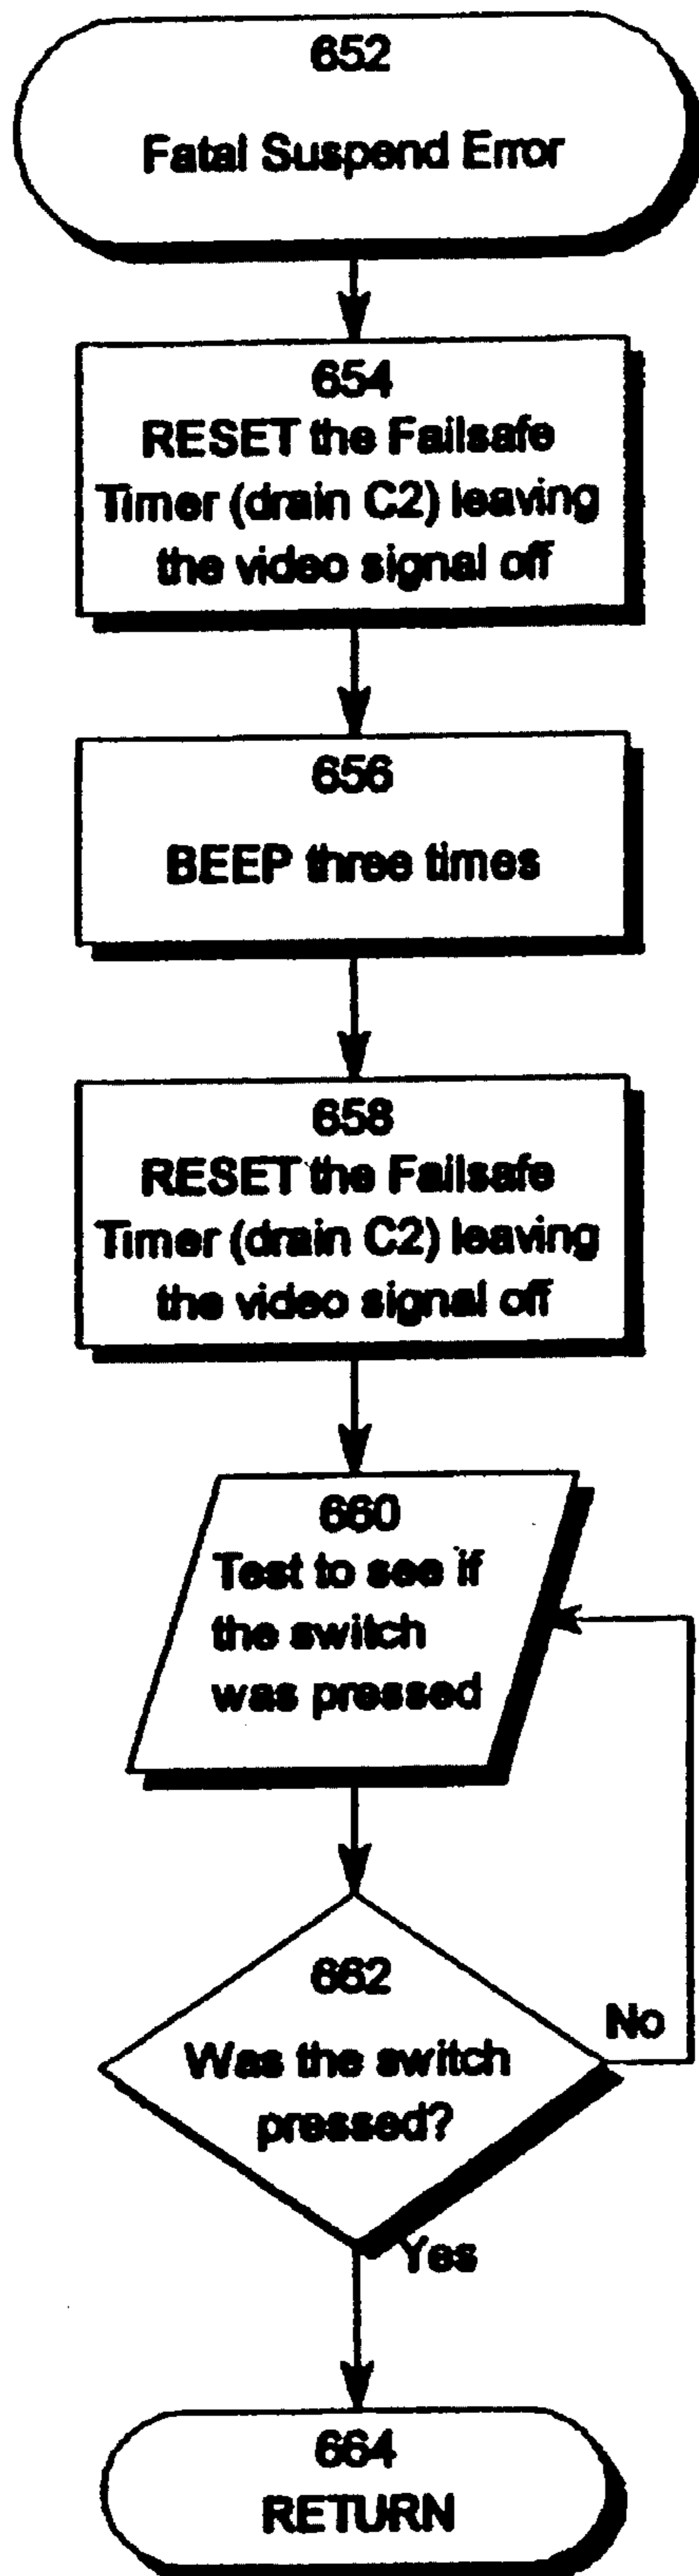 652
Fatal Suspend Error
654
RESET the Failsafe
Timer (drain C2) leaving
the video signal off
656
BEEP three times
658
RESET the Failsafe
Timer (drain C2) leaving
the video signal off
660
Test to see if
the switch
was pressed
662
Was the switch
pressed?
No
Yes
664
RETURN